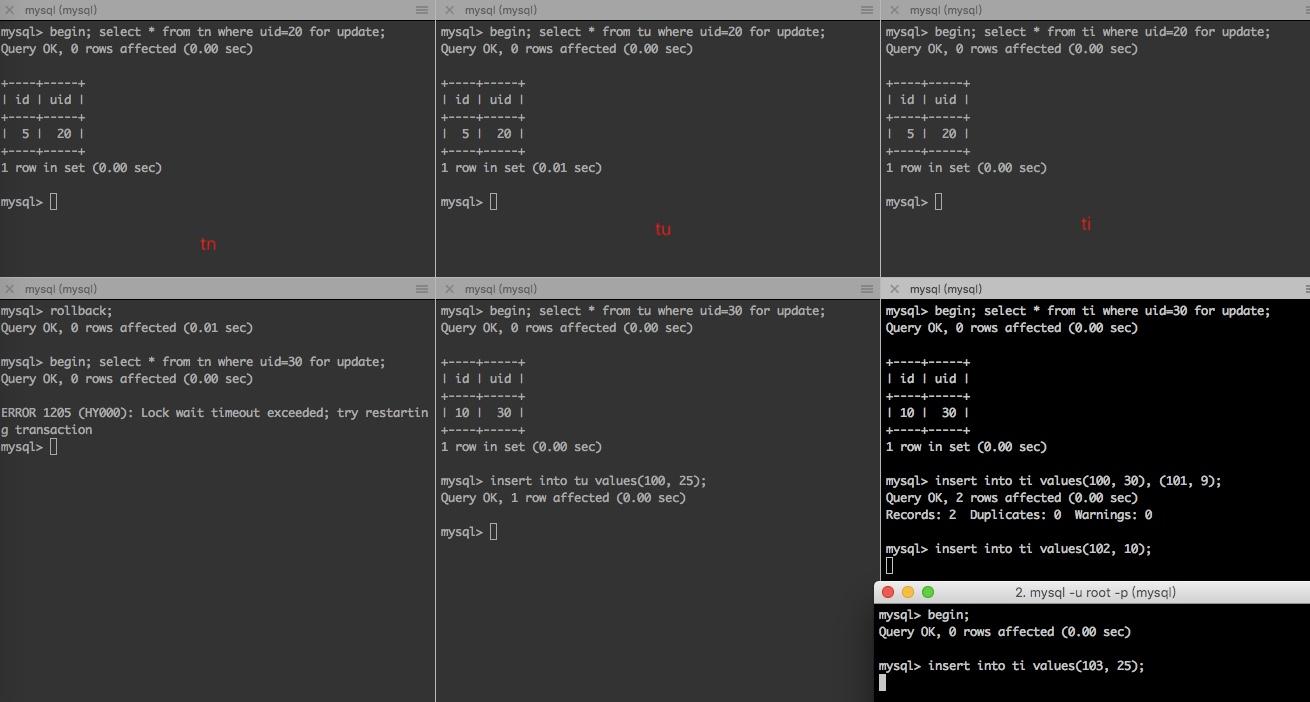 mysql (mysql)
mysql> begin; select * from tn where uid=20 for update;
Query OK, 0 rows affected (0.00 sec)
+----+-----+
| id | uid |
+----+-----+
|  5 |  20 |
+----+-----+
1 row in set (0.00 sec)
mysql>
tn
mysql (mysql)
mysql> begin; select * from tu where uid=20 for update;
Query OK, 0 rows affected (0.00 sec)
+----+-----+
| id | uid |
+----+-----+
|  5 |  20 |
+----+-----+
1 row in set (0.01 sec)
mysql>
tu
mysql (mysql)
mysql> begin; select * from ti where uid=20 for update;
Query OK, 0 rows affected (0.00 sec)
+----+-----+
| id | uid |
+----+-----+
|  5 |  20 |
+----+-----+
1 row in set (0.00 sec)
mysql>
ti
mysql (mysql)
mysql> rollback;
Query OK, 0 rows affected (0.01 sec)
mysql> begin; select * from tn where uid=30 for update;
Query OK, 0 rows affected (0.00 sec)
ERROR 1205 (HY000): Lock wait timeout exceeded; try restartin
g transaction
mysql>
mysql (mysql)
mysql> begin; select * from tu where uid=30 for update;
Query OK, 0 rows affected (0.00 sec)
+----+-----+
| id | uid |
+----+-----+
| 10 |  30 |
+----+-----+
1 row in set (0.00 sec)
mysql> insert into tu values(100, 25);
Query OK, 1 row affected (0.00 sec)
mysql>
mysql (mysql)
mysql> begin; select * from ti where uid=30 for update;
Query OK, 0 rows affected (0.00 sec)
+----+-----+
| id | uid |
+----+-----+
| 10 |  30 |
+----+-----+
1 row in set (0.00 sec)
mysql> insert into ti values(100, 30), (101, 9);
Query OK, 2 rows affected (0.00 sec)
Records: 2  Duplicates: 0  Warnings: 0
mysql> insert into ti values(102, 10);
2. mysql -u root -p (mysql)
mysql> begin;
Query OK, 0 rows affected (0.00 sec)
mysql> insert into ti values(103, 25);